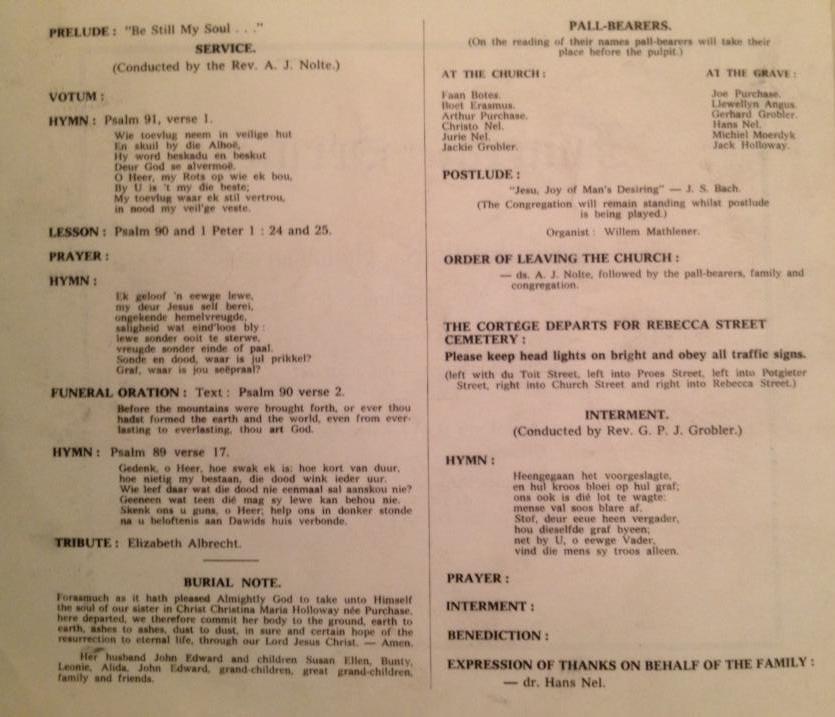 PRELUDE : "Be Still My Soul . . ."
SERVICE.
(Conducted by the Rev. A. J. Nolte.)
VOTUM :
HYMN : Psalm 91, verse 1.
Wie toevlug neem in veilige hut
En skuil by die Alhoë,
Hy word beskadu en beskut
Deur God se alvermoë.
O Heer, my Rots op wie ek bou,
By U is 't my die beste;
My toevlug waar ek stil vertrou,
in nood my veil'ge veste.
LESSON : Psalm 90 and 1 Peter 1 : 24 and 25.
PRAYER :
HYMN :
Ek geloof 'n eewge lewe,
my deur Jesus self berei,
ongekende hemelvreugde,
saligheid wat eind'loos bly :
lewe sonder ooit te sterwe,
vreugde sonder einde of paal.
Sonde en dood, waar is jul prikkel?
Graf, waar is jou seëpraal?
FUNERAL ORATION : Text : Psalm 90 verse 2.
Before the mountains were brought forth, or ever thou
hadst formed the earth and the world, even from ever-
lasting to everlasting, thou art God.
HYMN : Psalm 89 verse 17.
Gedenk, o Heer, hoe swak ek is; hoe kort van duur,
hoe nietig my bestaan, die dood wink ieder uur.
Wie leef daar wat die dood nie eenmaal sal aanskou nie?
Geeneen wat teen dié mag sy lewe kan behou nie.
Skenk ons u guns, o Heer; help ons in donker stonde
na u beloftenis aan Dawids huis verbonde.
TRIBUTE : Elizabeth Albrecht.
BURIAL NOTE.
Forasmuch as it hath pleased Almighty God to take unto Himself
the soul of our sister in Christ Christina Maria Holloway née Purchase,
here departed, we therefore commit her body to the ground, earth to
earth, ashes to ashes, dust to dust, in sure and certain hope of the
resurrection to eternal life, through our Lord Jesus Christ. — Amen.
Her husband John Edward and children Susan Ellen, Bunty,
Leonie, Alida, John Edward, grand-children, great grand-children,
family and friends.
PALL-BEARERS.
(On the reading of their names pall-bearers will take their
place before the pulpit.)
AT THE CHURCH :
Faan Botes.
Boet Erasmus.
Arthur Purchase.
Christo Nel.
Jurie Nel.
Jackie Grobler.
AT THE GRAVE :
Joe Purchase.
Llewellyn Angus.
Gerhard Grobler.
Hans Nel.
Michiel Moerdyk
Jack Holloway.
POSTLUDE :
"Jesu, Joy of Man's Desiring" — J. S. Bach.
(The Congregation will remain standing whilst postlude
is being played.)
Organist : Willem Mathlener.
ORDER OF LEAVING THE CHURCH :
— ds. A. J. Nolte, followed by the pall-bearers, family and
congregation.
THE CORTÉGE DEPARTS FOR REBECCA STREET
CEMETERY :
Please keep head lights on bright and obey all traffic signs.
(left with du Toit Street, left into Proes Street, left into Potgieter
Street, right into Church Street and right into Rebecca Street.)
INTERMENT.
(Conducted by Rev. G. P. J. Grobler.)
HYMN :
Heengegaan het voorgeslagte,
en hul kroos bloei op hul graf;
ons ook is dié lot te wagte:
mense val soos blare af.
Stof, deur eeue heen vergader,
hou dieselfde graf byeen;
net by U, o eewge Vader,
vind die mens sy troos alleen.
PRAYER :
INTERMENT :
BENEDICTION :
EXPRESSION OF THANKS ON BEHALF OF THE FAMILY :
— dr. Hans Nel.